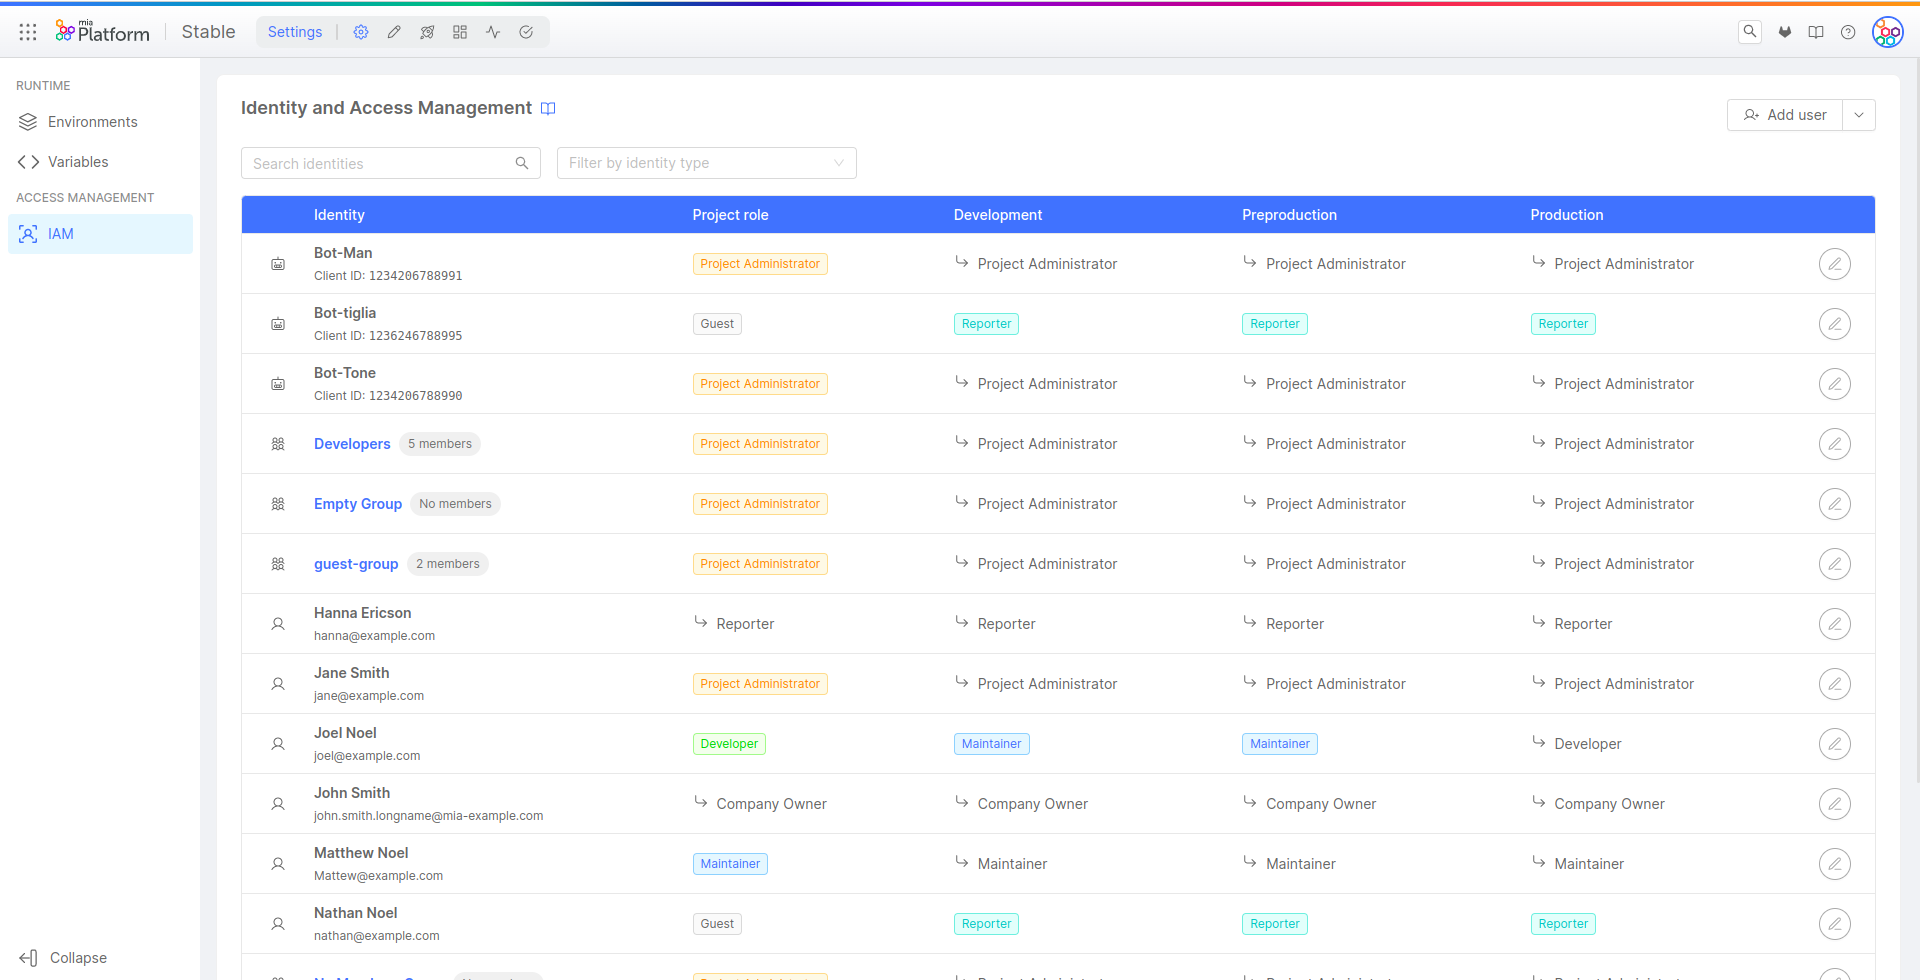 mia
Platform
Stable
Settings
RUNTIME
Environments
Variables
ACCESS MANAGEMENT
IAM
Collapse
Identity and Access Management
Add user
Search identities
Filter by identity type
Identity Project role Development Preproduction Production
Bot-Man
Client ID: 1234206788991
Project Administrator Project Administrator Project Administrator Project Administrator
Bot-tiglia
Client ID: 1236246788995
Guest Reporter Reporter Reporter
Bot-Tone
Client ID: 1234206788990
Project Administrator Project Administrator Project Administrator Project Administrator
Developers 5 members Project Administrator Project Administrator Project Administrator Project Administrator
Empty Group No members Project Administrator Project Administrator Project Administrator Project Administrator
guest-group 2 members Project Administrator Project Administrator Project Administrator Project Administrator
Hanna Ericson
hanna@example.com
Reporter Reporter Reporter Reporter
Jane Smith
jane@example.com
Project Administrator Project Administrator Project Administrator Project Administrator
Joel Noel
joel@example.com
Developer Maintainer Maintainer Developer
John Smith
john.smith.longname@mia-example.com
Company Owner Company Owner Company Owner Company Owner
Matthew Noel
Mattew@example.com
Maintainer Maintainer Maintainer Maintainer
Nathan Noel
nathan@example.com
Guest Reporter Reporter Reporter